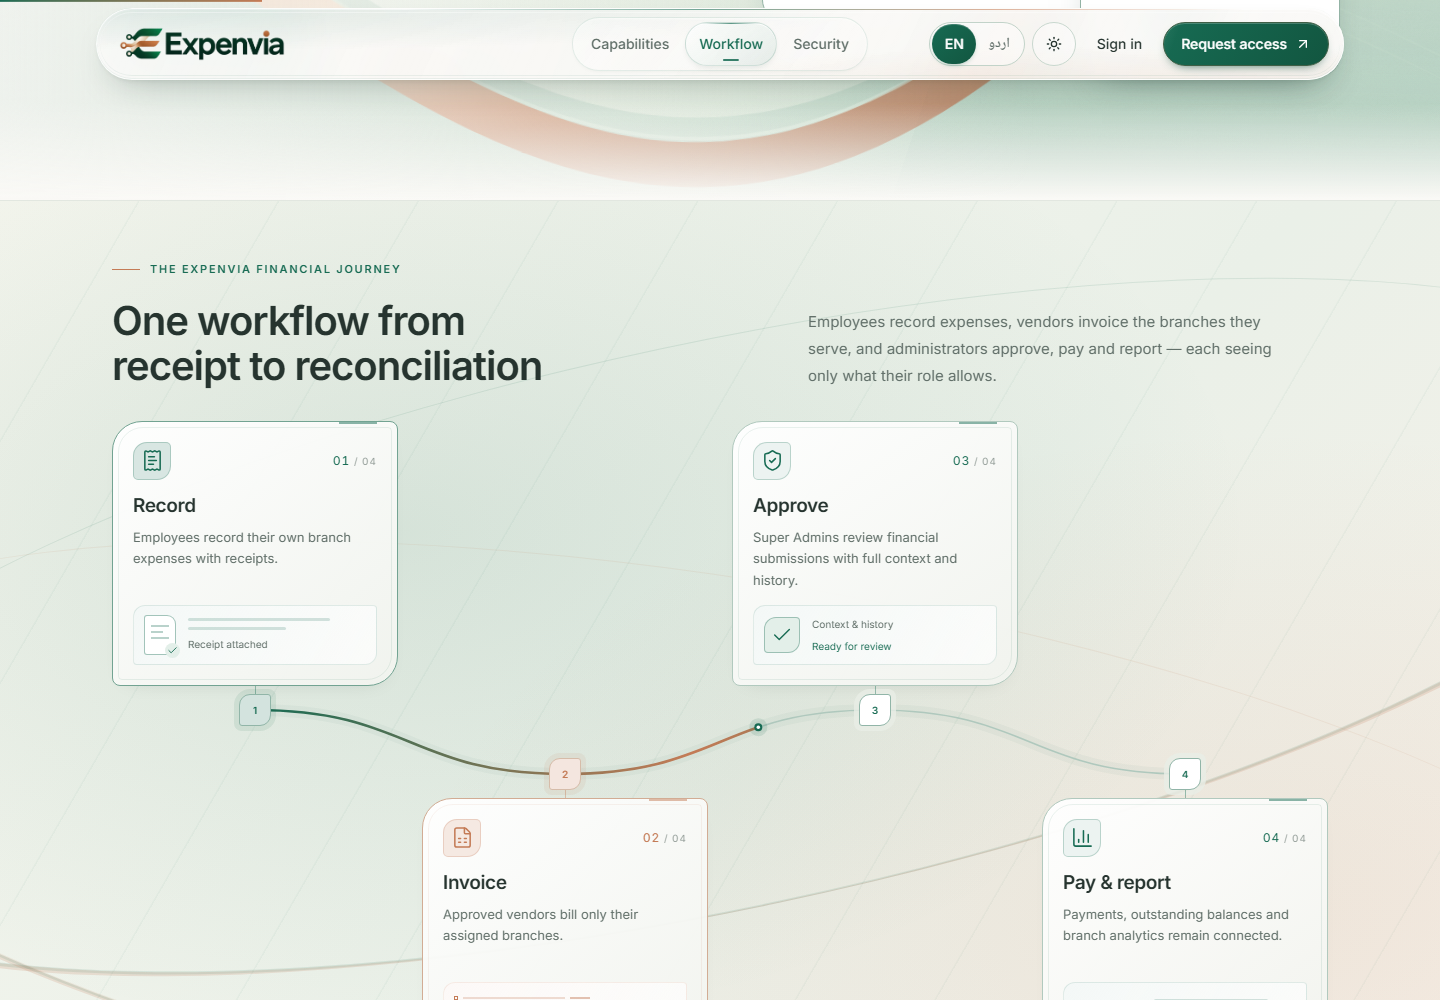 Expenvia
Capabilities
Workflow
Security
EN
اردو
Sign in
Request access
THE EXPENVIA FINANCIAL JOURNEY
One workflow from
receipt to reconciliation
Employees record expenses, vendors invoice the branches they
serve, and administrators approve, pay and report — each seeing
only what their role allows.
01 / 04
Record
Employees record their own branch
expenses with receipts.
Receipt attached
03 / 04
Approve
Super Admins review financial
submissions with full context and
history.
Context & history
Ready for review
1
2
3
4
02 / 04
Invoice
Approved vendors bill only their
assigned branches.
04 / 04
Pay & report
Payments, outstanding balances and
branch analytics remain connected.